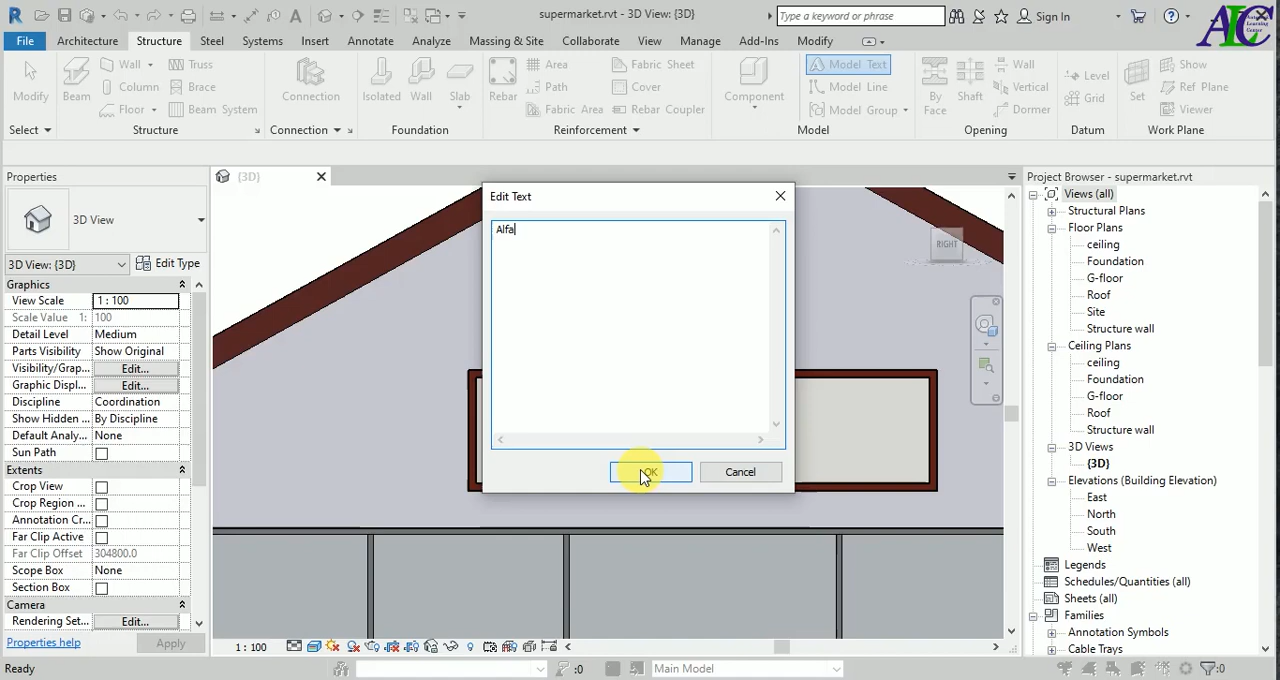 supermarket.rvt - 3D View: {3D}
Type a keyword or phrase
Sign In
ALC
File
Architecture
Structure
Steel
Systems
Insert
Annotate
Analyze
Massing & Site
Collaborate
View
Manage
Add-Ins
Modify
Modify
Beam
Wall
Column
Floor
Truss
Brace
Beam System
Connection
Isolated
Wall
Slab
Rebar
Area
Path
Fabric Area
Fabric Sheet
Cover
Rebar Coupler
Component
Model Text
Model Line
Model Group
By Face
Shaft
Wall
Vertical
Dormer
Level
Grid
Set
Show
Ref Plane
Viewer
Select
Structure
Connection
Foundation
Reinforcement
Model
Opening
Datum
Work Plane
Properties
{3D}
Project Browser - supermarket.rvt
3D View
3D View: {3D}
Edit Type
Graphics
View Scale 1 : 100
Scale Value 1: 100
Detail Level Medium
Parts Visibility Show Original
Visibility/Grap... Edit...
Graphic Displ... Edit...
Discipline Coordination
Show Hidden ... By Discipline
Default Analy... None
Sun Path
Extents
Crop View
Crop Region ...
Annotation Cr...
Far Clip Active
Far Clip Offset 304800.0
Scope Box None
Section Box
Camera
Rendering Set... Edit...
Properties help
Apply
Edit Text
Alfa
OK
Cancel
RIGHT
Views (all)
Structural Plans
Floor Plans
ceiling
Foundation
G-floor
Roof
Site
Structure wall
Ceiling Plans
ceiling
Foundation
G-floor
Roof
Structure wall
3D Views
{3D}
Elevations (Building Elevation)
East
North
South
West
Legends
Schedules/Quantities (all)
Sheets (all)
Families
Annotation Symbols
Cable Trays
1 : 100
Ready
:0
Main Model
:0